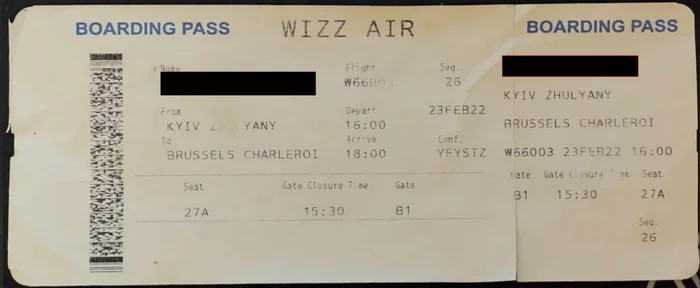 BOARDING PASS
WIZZ AIR
Name Flight Seq.
W66003 26
From Depart 23FEB22
KYIV ZHULYANY 16:00
To Arrive Conf.
BRUSSELS CHARLEROI 18:00 YFYSTZ
Seat Gate Closure Time Gate
27A 15:30 B1
BOARDING PASS
KYIV ZHULYANY
BRUSSELS CHARLEROI
W66003 23FEB22 16:00
Gate Gate Closure Time Seat
B1 15:30 27A
Seq.
26